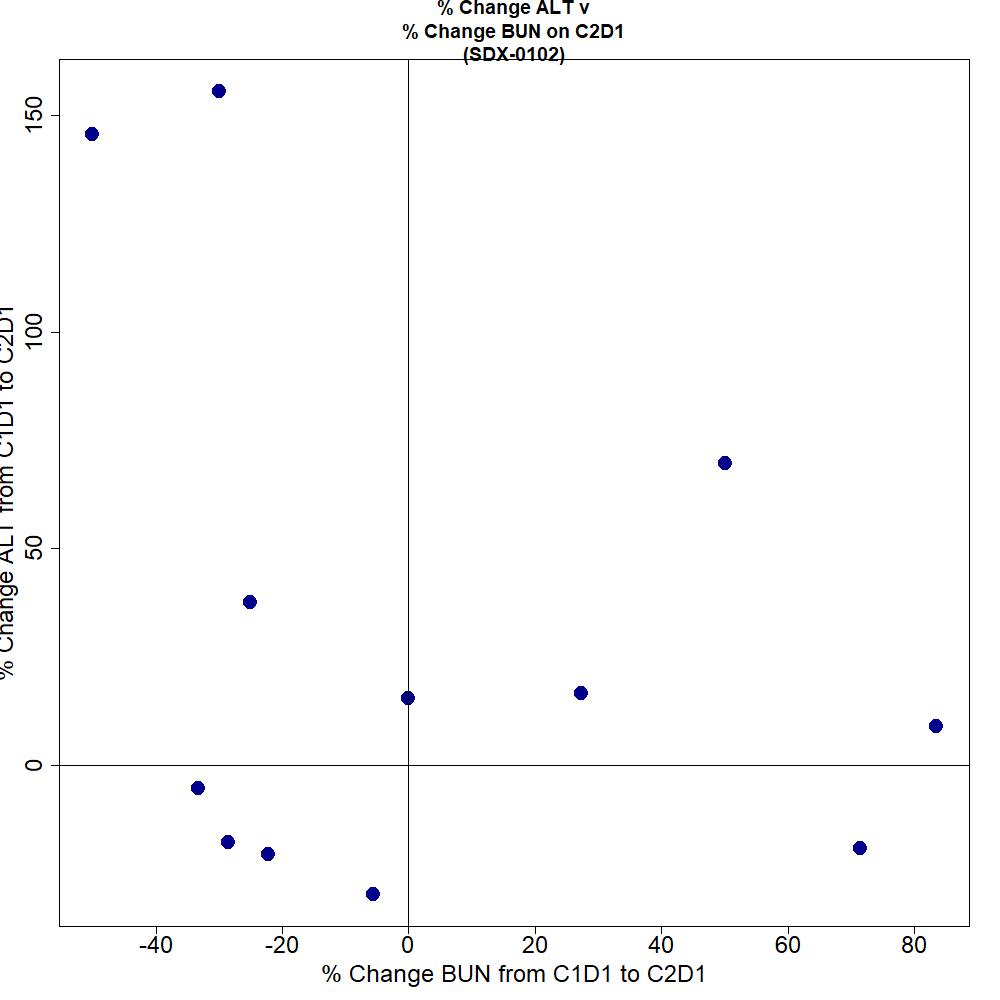 % Change ALT v
% Change BUN on C2D1
(SDX-0102)
150
100
50
0
% Change ALT from C1D1 to C2D1
-40 -20 0 20 40 60 80
% Change BUN from C1D1 to C2D1